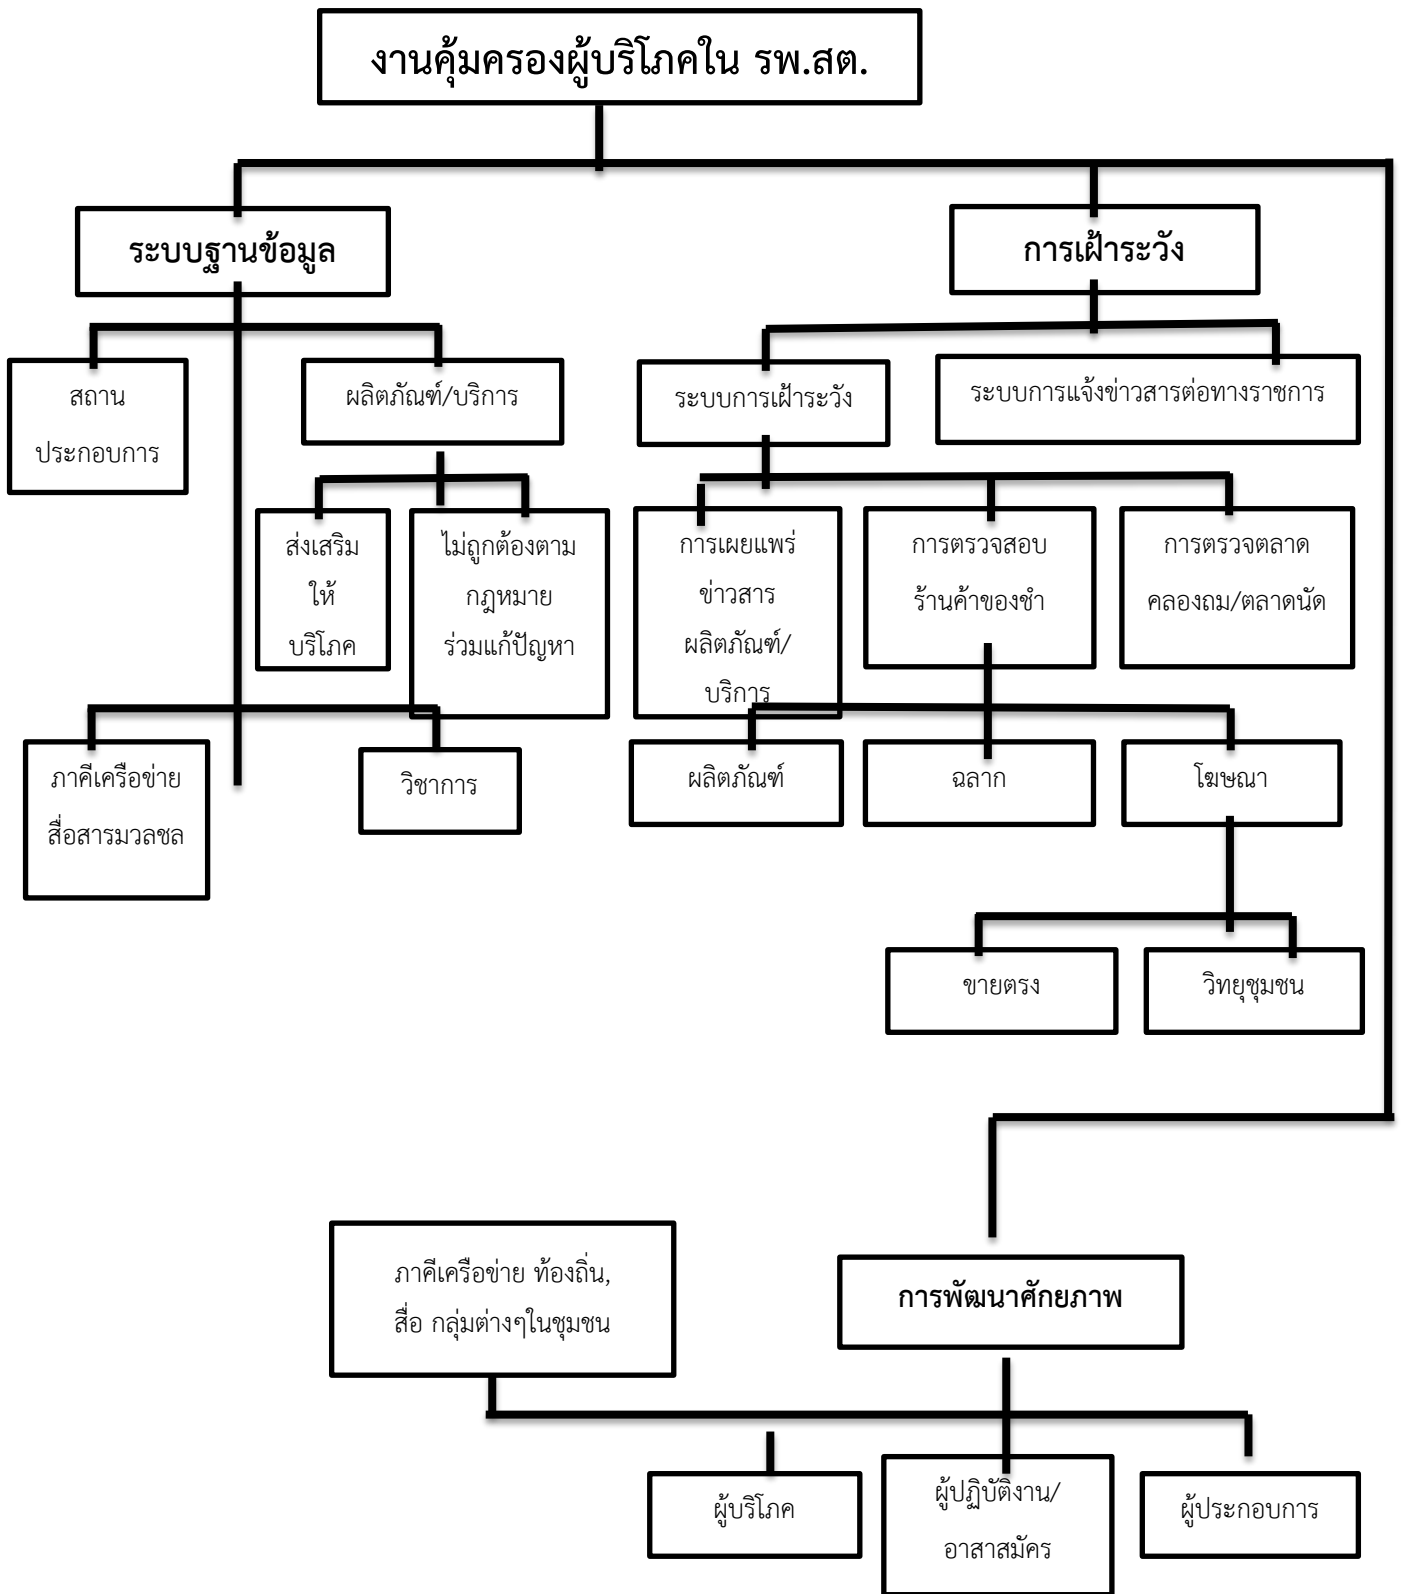 งานคุ้มครองผู้บริโภคใน รพ.สต.
ระบบฐานข้อมูล
การเฝ้าระวัง
สถาน
ประกอบการ
ผลิตภัณฑ์/บริการ
ระบบการเฝ้าระวัง
ระบบการแจ้งข่าวสารต่อทางราชการ
ส่งเสริม
ให้
บริโภค
ไม่ถูกต้องตาม
กฎหมาย
ร่วมแก้ปัญหา
การเผยแพร่
ข่าวสาร
ผลิตภัณฑ์/
บริการ
การตรวจสอบ
ร้านค้าของชำ
การตรวจตลาด
คลองถม/ตลาดนัด
ภาคีเครือข่าย
สื่อสารมวลชล
วิชาการ
ผลิตภัณฑ์
ฉลาก
โฆษณา
ขายตรง
วิทยุชุมชน
ภาคีเครือข่าย ท้องถิ่น,
สื่อ กลุ่มต่างๆในชุมชน
การพัฒนาศักยภาพ
ผู้บริโภค
ผู้ปฏิบัติงาน/
อาสาสมัคร
ผู้ประกอบการ